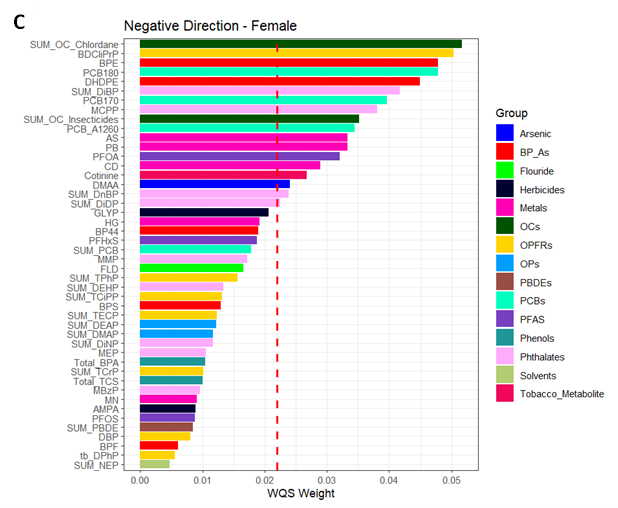 C
Negative Direction - Female
SUM_OC_Chlordane
BDCliPrP
BPE
PCB180
DHDPE
SUM_DiBP
PCB170
MCPP
SUM_OC_Insecticides
PCB_A1260
AS
PB
PFOA
CD
Cotinine
DMAA
SUM_DnBP
SUM_DiDP
GLYP
HG
BP44
PFHxS
SUM_PCB
MMP
FLD
SUM_TPhP
SUM_DEHP
SUM_TCiPP
BPS
SUM_TECP
SUM_DEAP
SUM_DMAP
SUM_DiNP
MEP
Total_BPA
SUM_TCrP
Total_TCS
MBzP
MN
AMPA
PFOS
SUM_PBDE
DBP
BPF
tb_DPhP
SUM_NEP
0.00 0.01 0.02 0.03 0.04 0.05
WQS Weight
Group
Arsenic
BP_As
Flouride
Herbicides
Metals
OCs
OPFRs
OPs
PBDEs
PCBs
PFAS
Phenols
Phthalates
Solvents
Tobacco_Metabolite